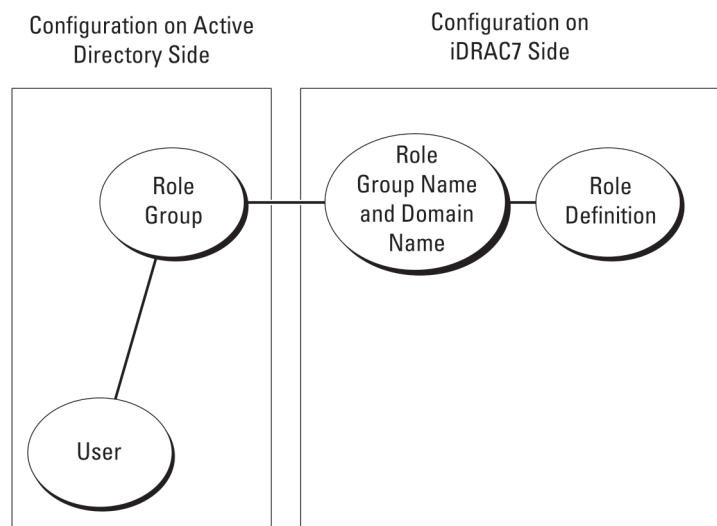 Configuration on Active
Directory Side
Configuration on
iDRAC7 Side
Role
Group
Role
Group Name
and Domain
Name
Role
Definition
User